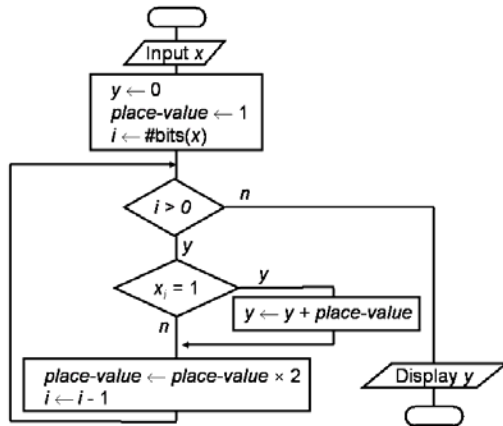 Input x
y ← 0
place-value ← 1
i ← #bits(x)
i > 0
n
y
xᵢ = 1
y
n
y ← y + place-value
place-value ← place-value × 2
i ← i - 1
Display y